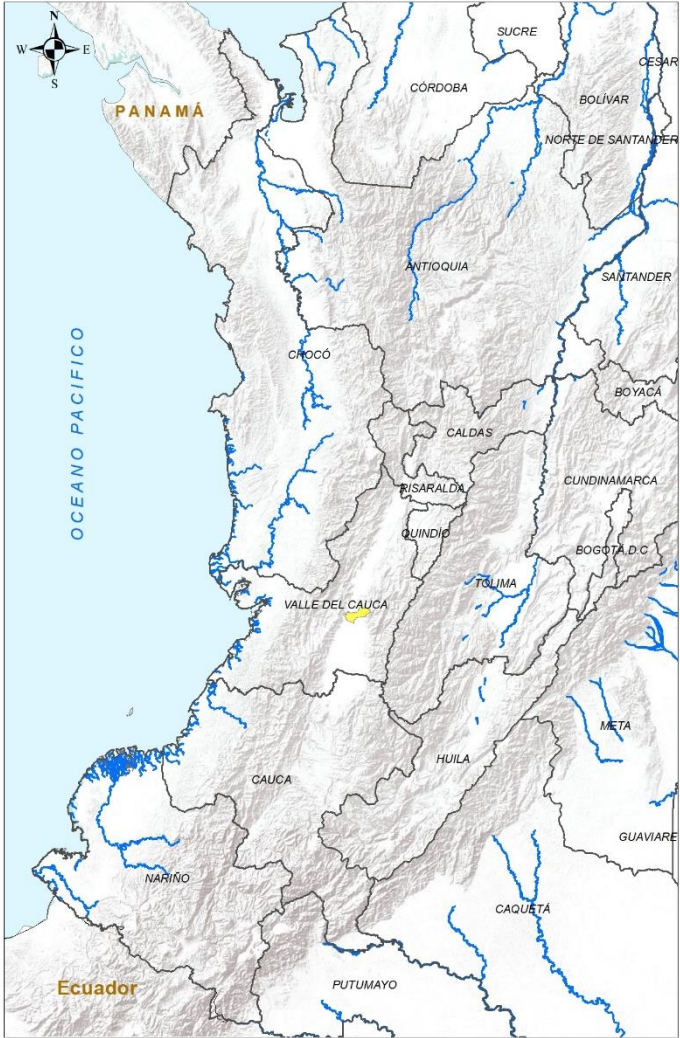 N
W E
S
SUCRE
CESAR
CÓRDOBA
BOLÍVAR
PANAMÁ
NORTE DE SANTANDER
ANTIOQUIA
SANTANDER
OCEANO PACIFICO
CHOCÓ
BOYACÁ
CALDAS
CUNDINAMARCA
RISARALDA
QUINDÍO
BOGOTÁ,D.C
TOLIMA
VALLE DEL CAUCA
META
HUILA
CAUCA
GUAVIARE
NARIÑO
CAQUETÁ
Ecuador
PUTUMAYO